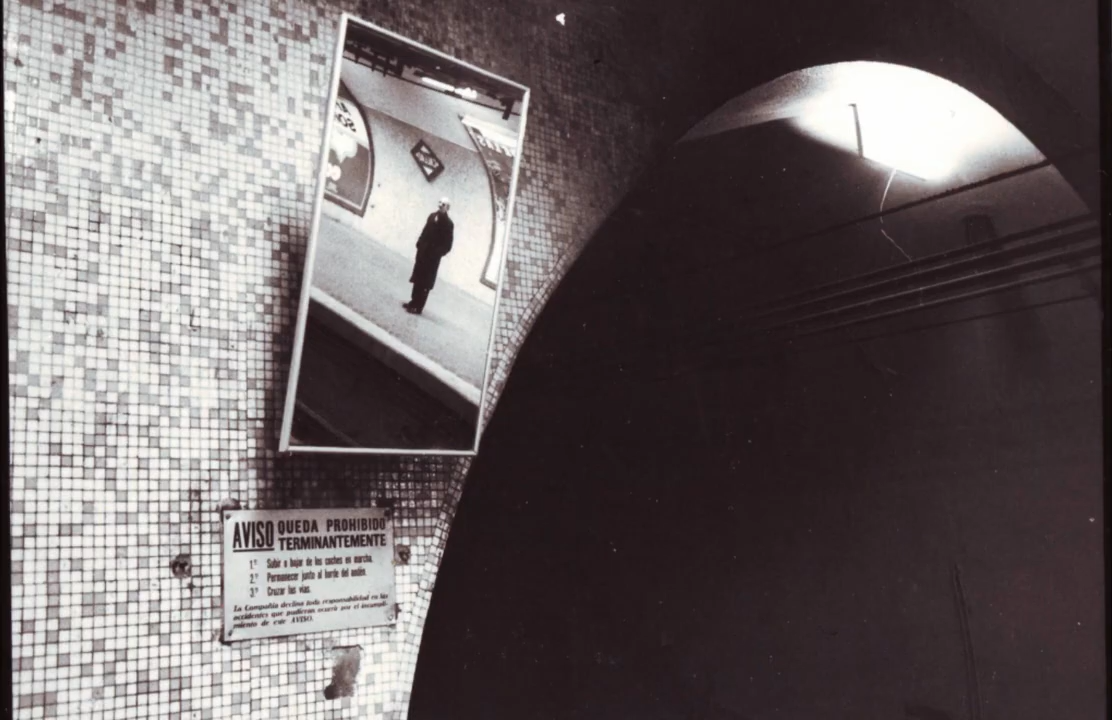 AVISO QUEDA PROHIBIDO
TERMINANTEMENTE
1.º Subir o bajar de los coches en marcha.
2.º Permanecer junto al borde del andén.
3.º Cruzar las vías.
La Compañía declina toda responsabilidad en los
accidentes que pudieran ocurrir por el incumpli-
miento de este AVISO.